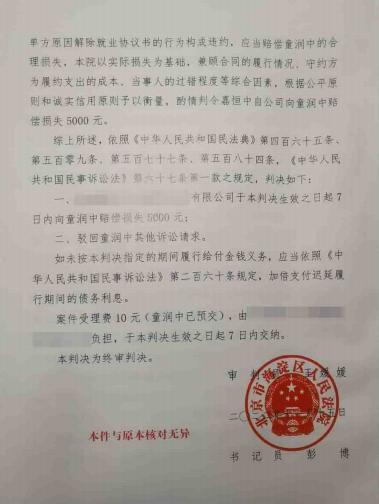 单方原因解除就业协议书的行为构成违约，应当赔偿童润中的合
理损失，本院以实际损失为基础，兼顾合同的履行情况、守约方
为履约支出的成本、当事人的过错程度等综合因素，根据公平原
则和诚实信用原则予以衡量，酌情判令嘉恒中自公司向童润中赔
偿损失5000元。
综上所述，依照《中华人民共和国民法典》第四百六十五条、
第五百零九条、第五百七十七条、第五百八十四条，《中华人民
共和国民事诉讼法》第六十七条第一款之规定，判决如下：
一、有限公司于本判决生效之日起7
日内向童润中赔偿损失5000元；
二、驳回童润中其他诉讼请求。
如未按本判决指定的期间履行给付金钱义务，应当依照《中
华人民共和国民事诉讼法》第二百六十条规定，加倍支付迟延履
行期间的债务利息。
案件受理费10元（童润中已预交），由
负担，于本判决生效之日起7日内交纳。
本判决为终审判决。
审判 媛
北京市海淀区人民法院
二〇二 五日
本件与原本核对无异
书记员 彭博